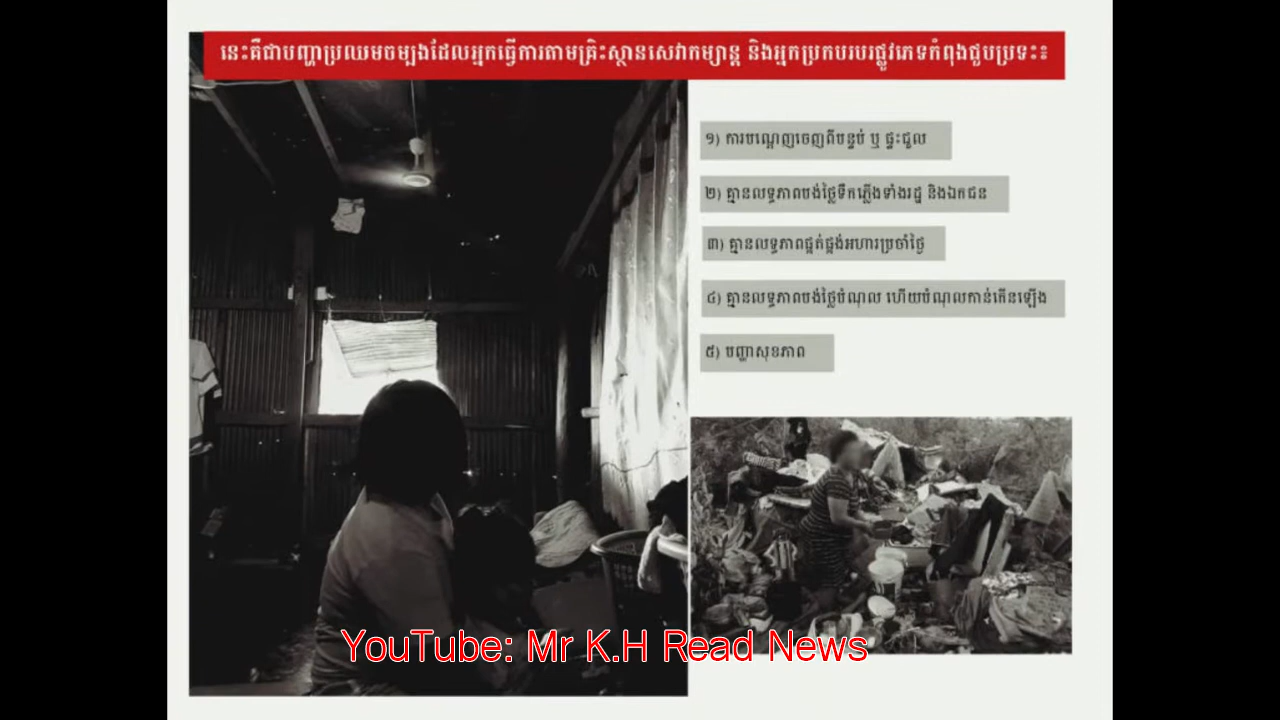 នេះគឺជាបញ្ហាប្រឈមចម្បងដែលអ្នកធ្វើការតាមគ្រឹះស្ថានសេវាកម្សាន្ត និងអ្នកប្រកបរបរផ្លូវភេទកំពុងជួបប្រទះ៖
១) ការបណ្តេញចេញពីបន្ទប់ ឬ ផ្ទះជួល
២) គ្មានលទ្ធភាពបង់ថ្លៃទឹកភ្លើងទាំងរដ្ឋ និងឯកជន
៣) គ្មានលទ្ធភាពផ្គត់ផ្គង់អហារប្រចាំថ្ងៃ
៤) គ្មានលទ្ធភាពបង់ថ្លៃបំណុល ហើយបំណុលកាន់កើនឡើង
៥) បញ្ហាសុខភាព
YouTube: Mr K.H Read News